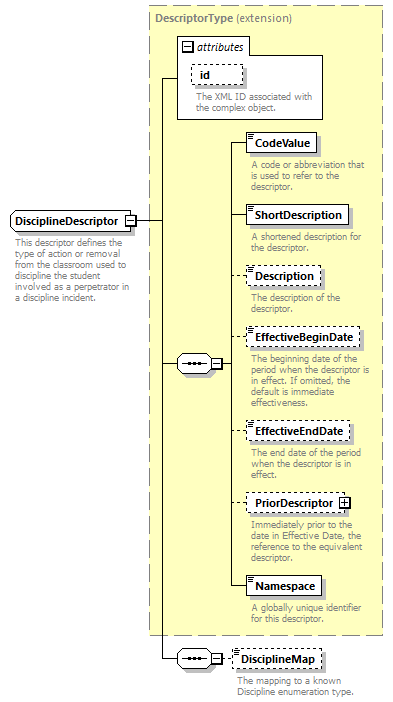 DescriptorType (extension)
attributes
id
The XML ID associated with
the complex object.
CodeValue
A code or abbreviation that
is used to refer to the
descriptor.
DisciplineDescriptor
This descriptor defines the
type of action or removal
from the classroom used to
discipline the student
involved as a perpetrator in
a discipline incident.
ShortDescription
A shortened description for
the descriptor.
Description
The description of the
descriptor.
EffectiveBeginDate
The beginning date of the
period when the descriptor is
in effect. If omitted, the
default is immediate
effectiveness.
EffectiveEndDate
The end date of the period
when the descriptor is in
effect.
PriorDescriptor
Immediately prior to the
date in Effective Date, the
reference to the equivalent
descriptor.
Namespace
A globally unique identifier
for this descriptor.
DisciplineMap
The mapping to a known
Discipline enumeration type.